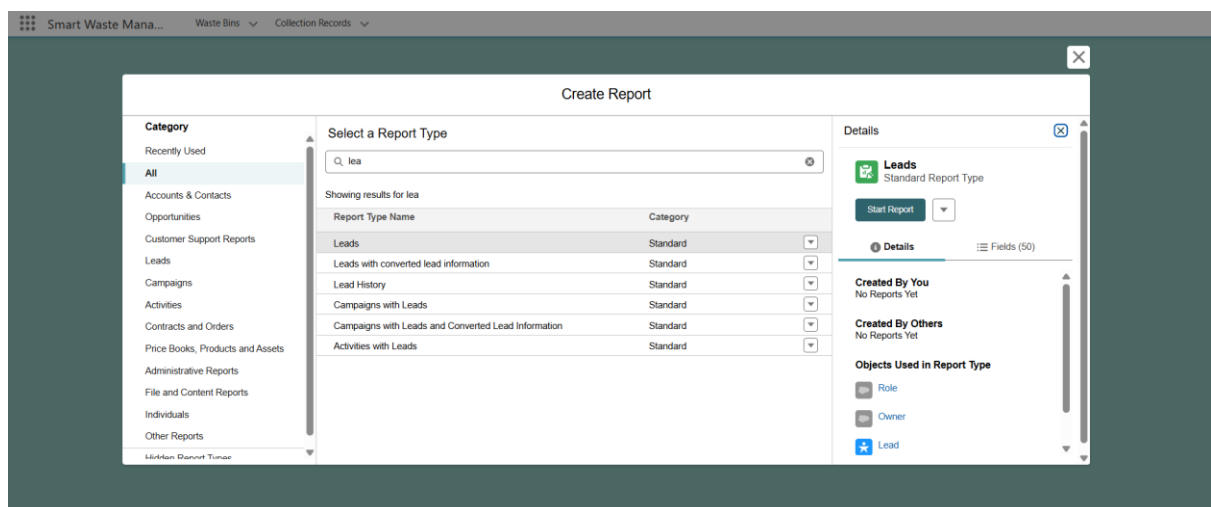 Smart Waste Mana... Waste Bins Collection Records
Create Report
Category
Recently Used
All
Accounts & Contacts
Opportunities
Customer Support Reports
Leads
Campaigns
Activities
Contracts and Orders
Price Books, Products and Assets
Administrative Reports
File and Content Reports
Individuals
Other Reports
Hidden Report Types
Select a Report Type
lea
Showing results for lea
Report Type Name Category
Leads Standard
Leads with converted lead information Standard
Lead History Standard
Campaigns with Leads Standard
Campaigns with Leads and Converted Lead Information Standard
Activities with Leads Standard
Details
Leads
Standard Report Type
Start Report
Details Fields (50)
Created By You
No Reports Yet
Created By Others
No Reports Yet
Objects Used in Report Type
Role
Owner
Lead